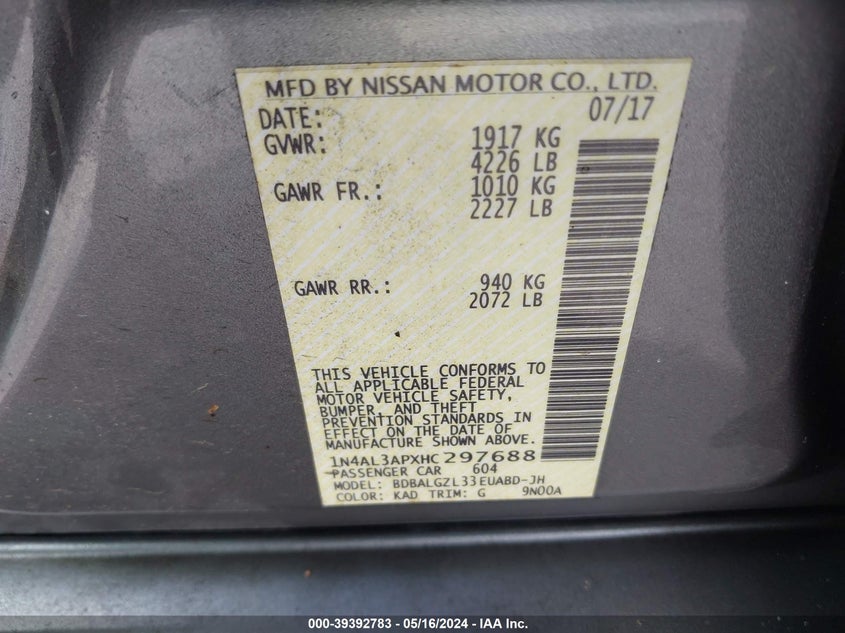 MFD BY NISSAN MOTOR CO., LTD.
DATE: 07/17
GVWR: 1917 KG
4226 LB
GAWR FR.: 1010 KG
2227 LB
GAWR RR.: 940 KG
2072 LB
THIS VEHICLE CONFORMS TO
ALL APPLICABLE FEDERAL
MOTOR VEHICLE SAFETY,
BUMPER, AND THEFT
PREVENTION STANDARDS IN
EFFECT ON THE DATE OF
MANUFACTURE SHOWN ABOVE.
1N4AL3APXHC297688
PASSENGER CAR 604
MODEL: BDBALGZL33EUABD-JH
COLOR: KAD TRIM: G 9N00A
000-39392783 - 05/16/2024 - IAA Inc.